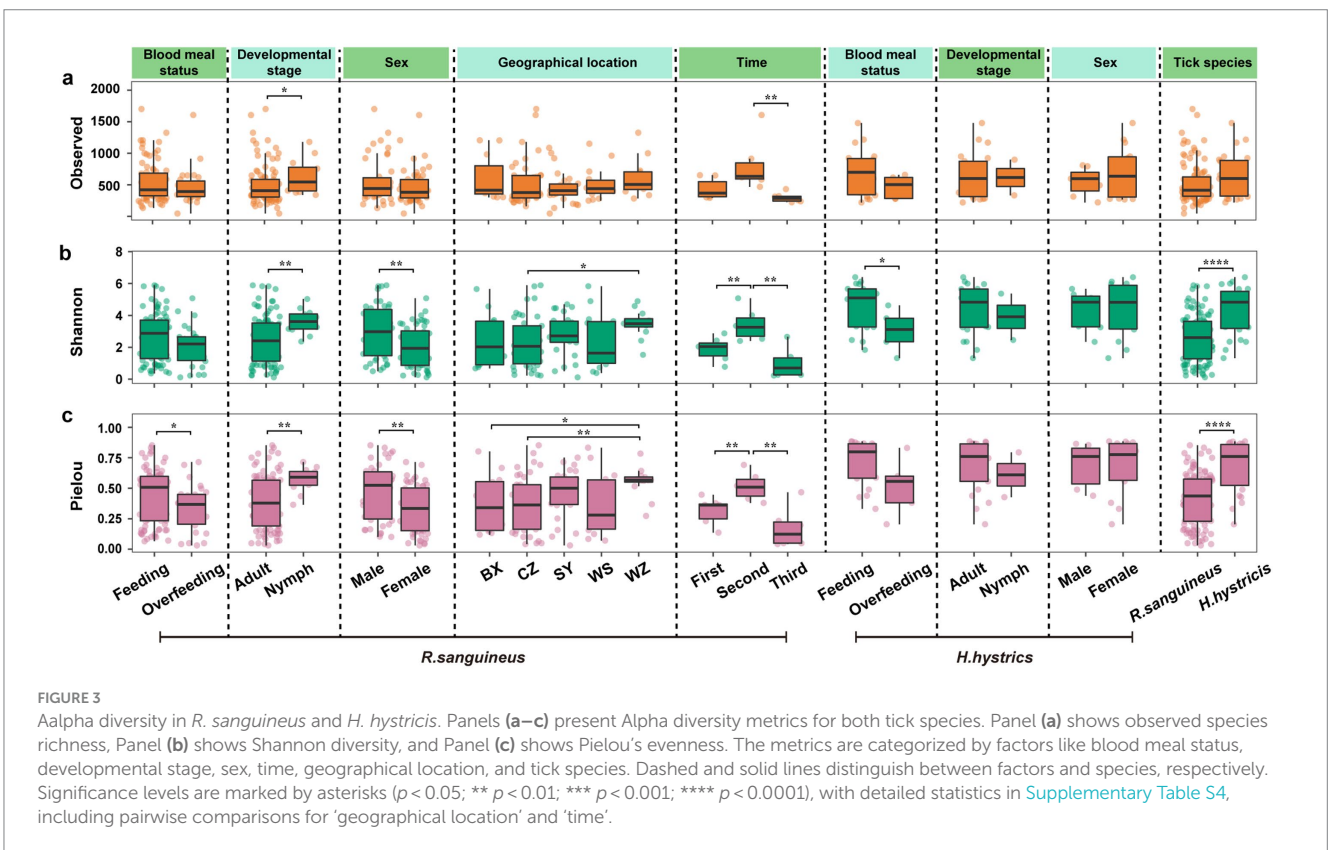 Blood meal status
Developmental stage
Sex
Geographical location
Time
Blood meal status
Developmental stage
Sex
Tick species
a
Observed
2000
1500
1000
500
*
**
b
Shannon
8
6
4
2
0
**
**
*
**
**
*
****
c
Pielou
1.00
0.75
0.50
0.25
0.00
*
**
**
*
**
**
**
****
Feeding
Overfeeding
Adult
Nymph
Male
Female
BX
CZ
SY
WS
WZ
First
Second
Third
Feeding
Overfeeding
Adult
Nymph
Male
Female
R.sanguineus
H.hystricis
R.sanguineus
H.hystrics
FIGURE 3
Aalpha diversity in R. sanguineus and H. hystricis. Panels (a–c) present Alpha diversity metrics for both tick species. Panel (a) shows observed species
richness, Panel (b) shows Shannon diversity, and Panel (c) shows Pielou's evenness. The metrics are categorized by factors like blood meal status,
developmental stage, sex, time, geographical location, and tick species. Dashed and solid lines distinguish between factors and species, respectively.
Significance levels are marked by asterisks (p < 0.05; ** p < 0.01; *** p < 0.001; **** p < 0.0001), with detailed statistics in Supplementary Table S4,
including pairwise comparisons for 'geographical location' and 'time'.